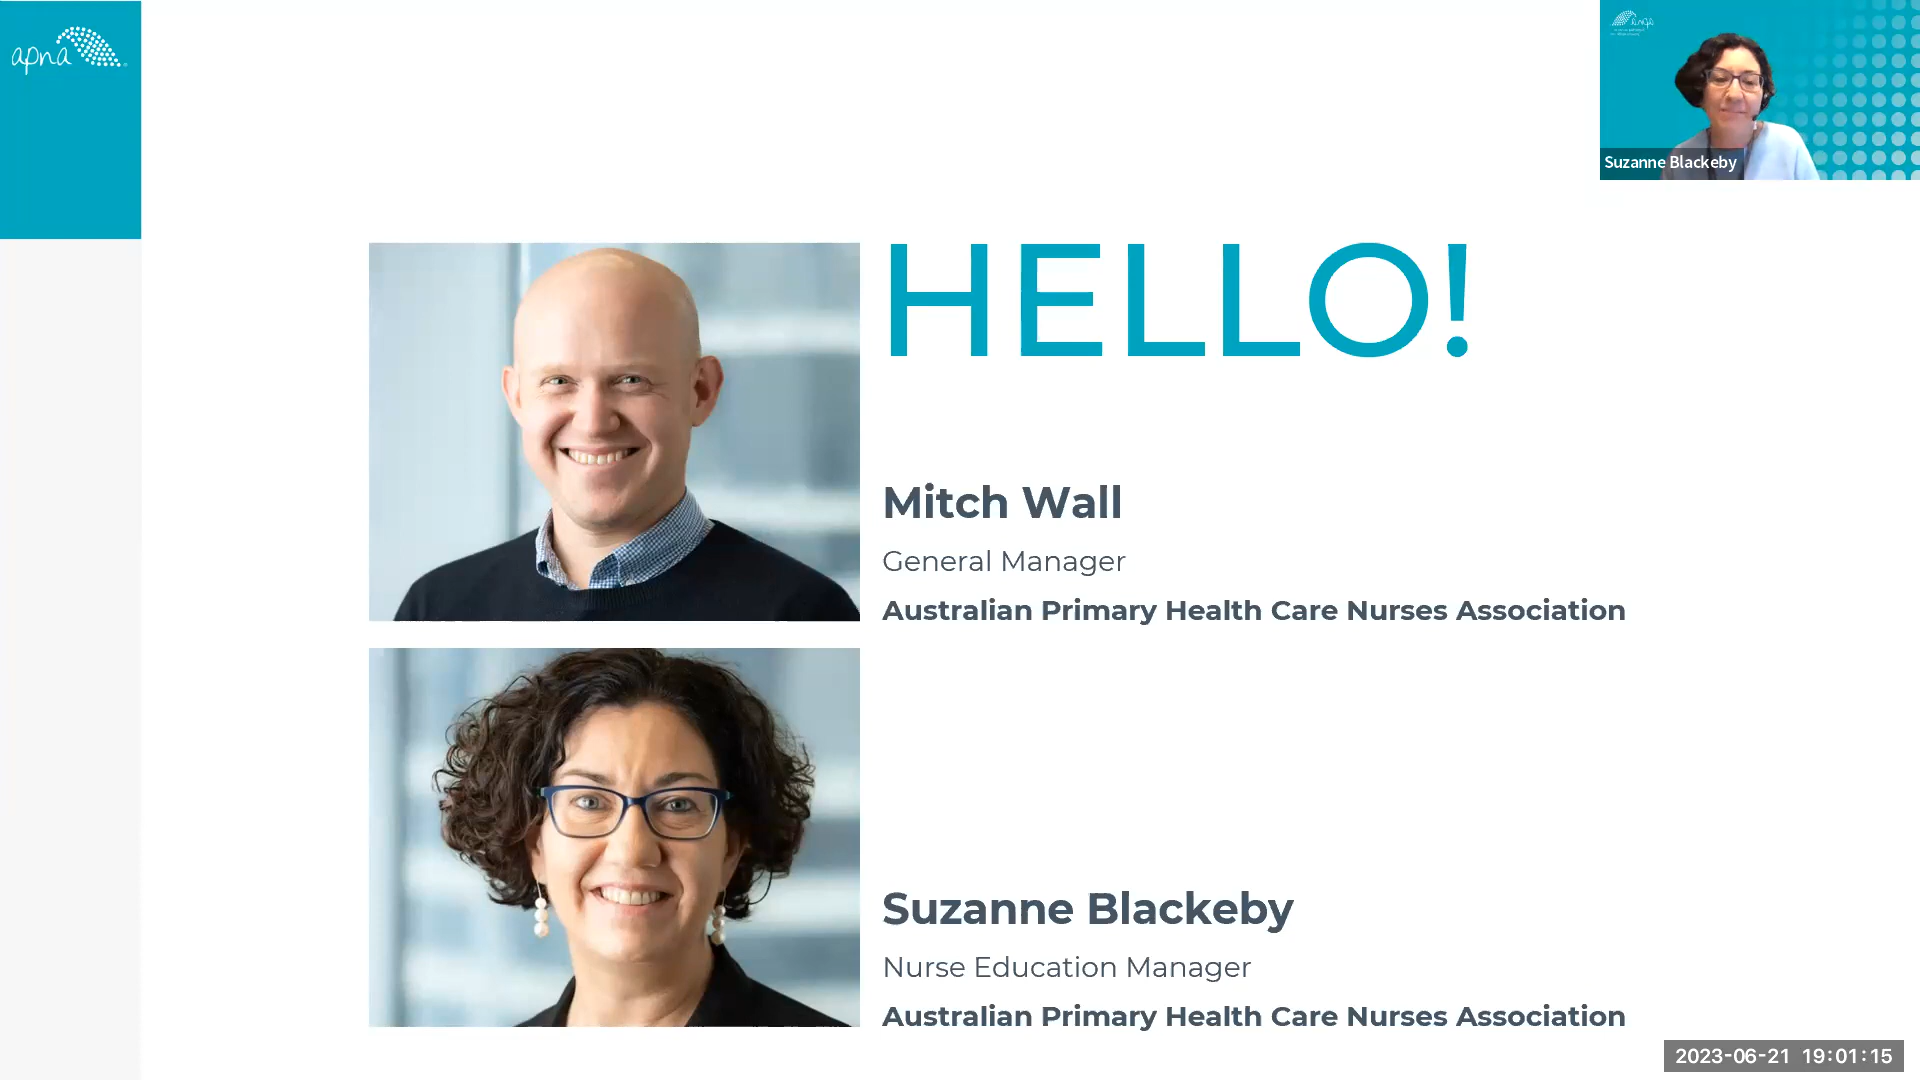 apna
Suzanne Blackeby
HELLO!
Mitch Wall
General Manager
Australian Primary Health Care Nurses Association
Suzanne Blackeby
Nurse Education Manager
Australian Primary Health Care Nurses Association
2023-06-21 19:01:15